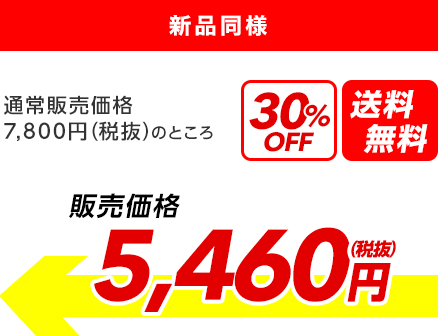 新品同様
通常販売価格
7,800円(税抜)のところ
30%
OFF
送料
無料
販売価格
5,460円(税抜)